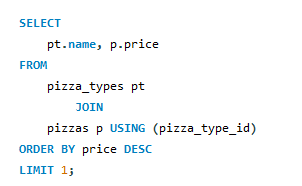 SELECT
pt.name, p.price
FROM
pizza_types pt
JOIN
pizzas p USING (pizza_type_id)
ORDER BY price DESC
LIMIT 1;